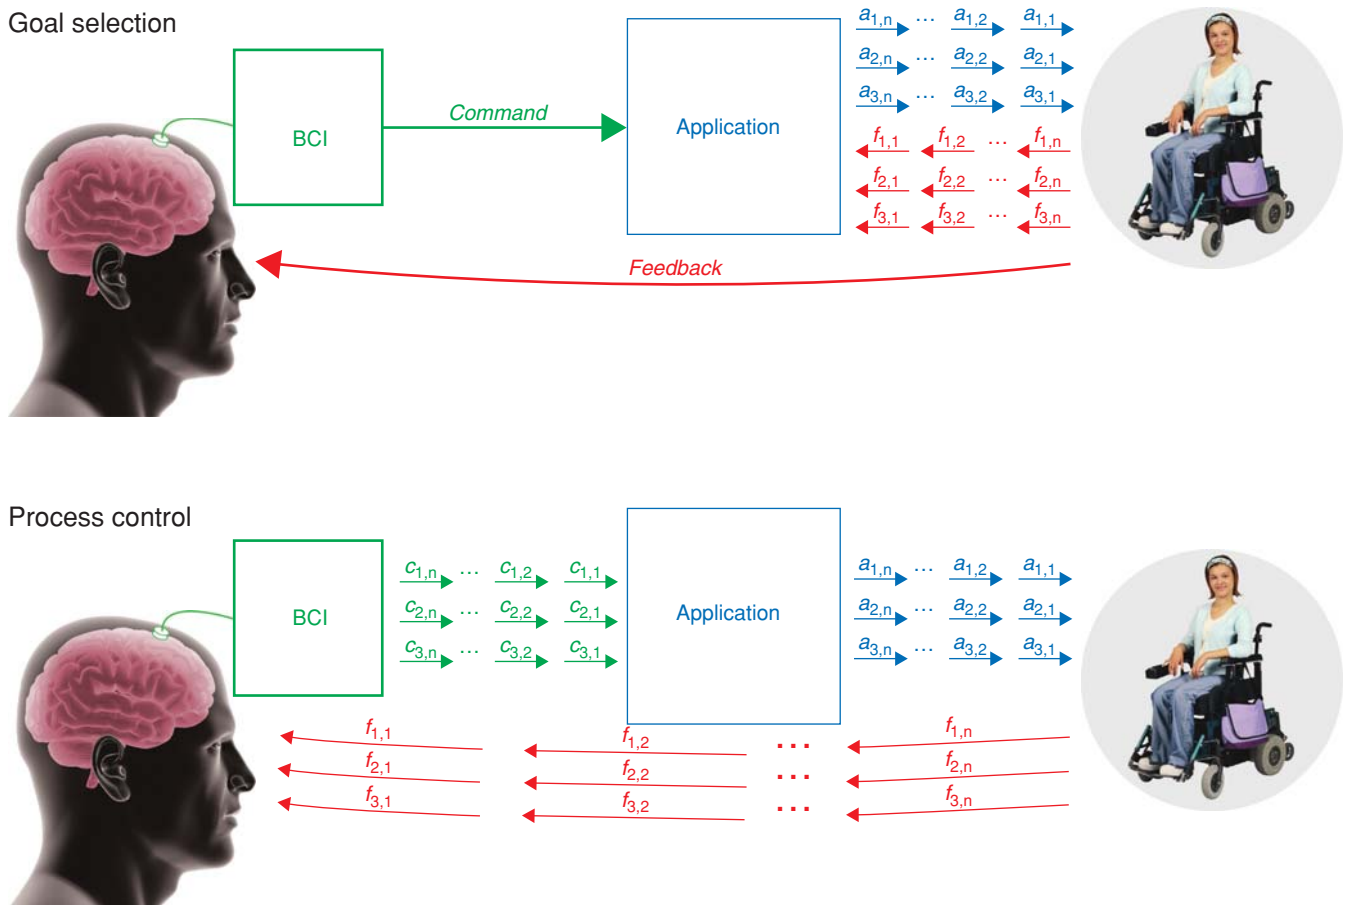 Goal selection
a1,n ... a1,2 a1,1
a2,n ... a2,2 a2,1
a3,n ... a3,2 a3,1
BCI
Command
Application
f1,1 f1,2 ... f1,n
f2,1 f2,2 ... f2,n
f3,1 f3,2 ... f3,n
Feedback
Process control
BCI
c1,n ... c1,2 c1,1
c2,n ... c2,2 c2,1
c3,n ... c3,2 c3,1
Application
a1,n ... a1,2 a1,1
a2,n ... a2,2 a2,1
a3,n ... a3,2 a3,1
f1,1 f1,2 ... f1,n
f2,1 f2,2 ... f2,n
f3,1 f3,2 ... f3,n